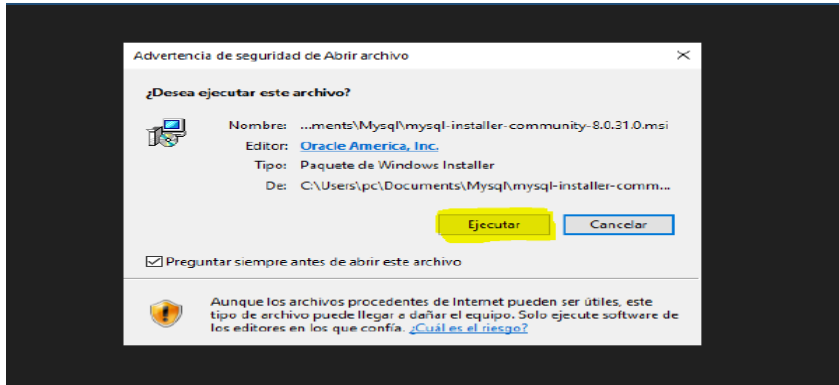 Advertencia de seguridad de Abrir archivo
¿Desea ejecutar este archivo?
Nombre: ...ments\Mysql\mysql-installer-community-8.0.31.0.msi
Editor: Oracle America, Inc.
Tipo: Paquete de Windows Installer
De: C:\Users\pc\Documents\Mysql\mysql-installer-comm...
Ejecutar Cancelar
Preguntar siempre antes de abrir este archivo
Aunque los archivos procedentes de Internet pueden ser útiles, este
tipo de archivo puede llegar a dañar el equipo. Solo ejecute software de
los editores en los que confía. ¿Cuál es el riesgo?